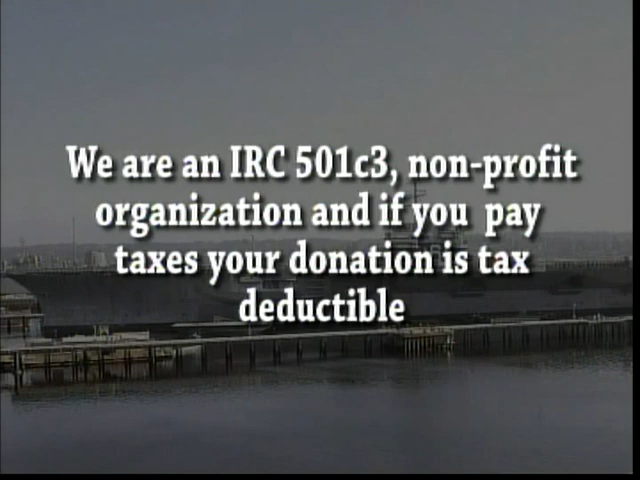 We are an IRC 501c3, non-profit
organization and if you  pay
taxes your donation is tax
deductible